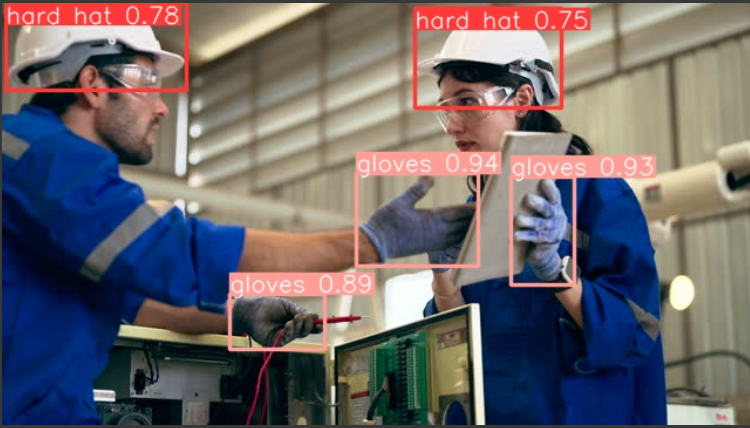 hard hat 0.78
hard hat 0.75
gloves 0.94
gloves 0.93
gloves 0.89